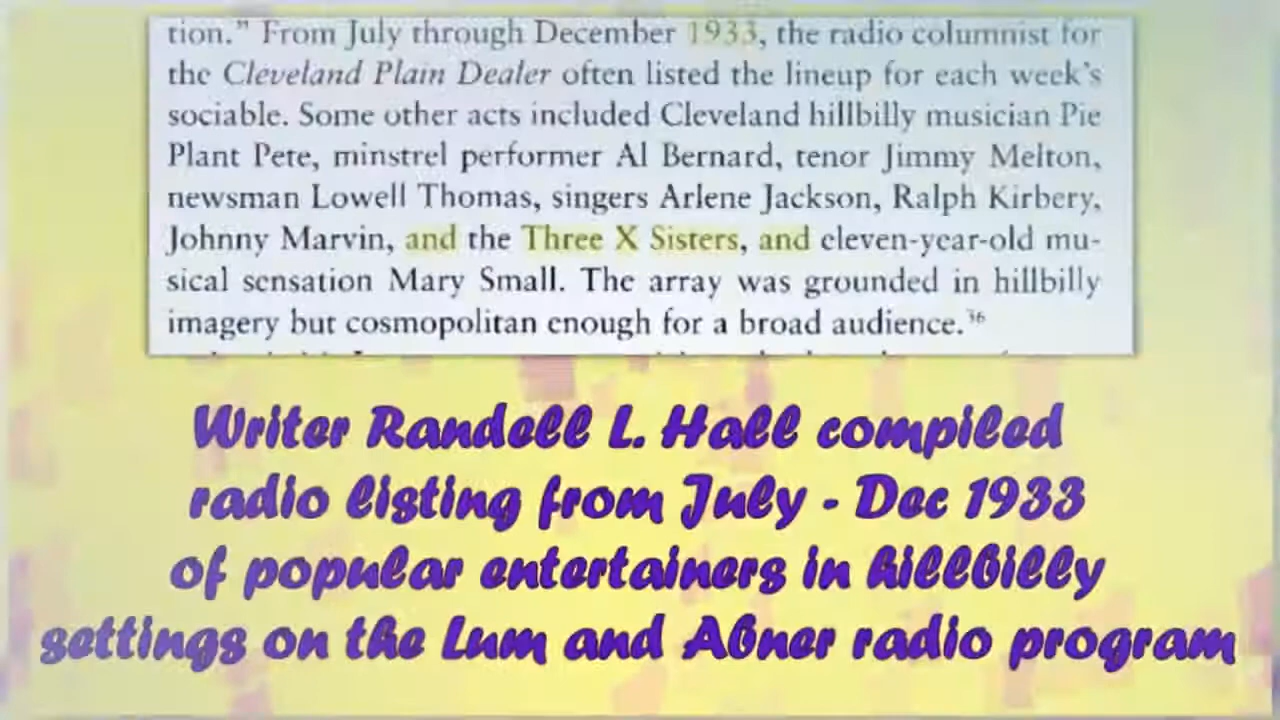 tion.” From July through December 1933, the radio columnist for
the Cleveland Plain Dealer often listed the lineup for each week’s
sociable. Some other acts included Cleveland hillbilly musician Pie
Plant Pete, minstrel performer Al Bernard, tenor Jimmy Melton,
newsman Lowell Thomas, singers Arlene Jackson, Ralph Kirbery,
Johnny Marvin, and the Three X Sisters, and eleven-year-old mu-
sical sensation Mary Small. The array was grounded in hillbilly
imagery but cosmopolitan enough for a broad audience.³⁶
Writer Randell L. Hall compiled
radio listing from July - Dec 1933
of popular entertainers in hillbilly
settings on the Lum and Abner radio program